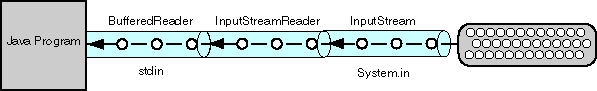 BufferedReader InputStreamReader InputStream
Java Program
stdin System.in